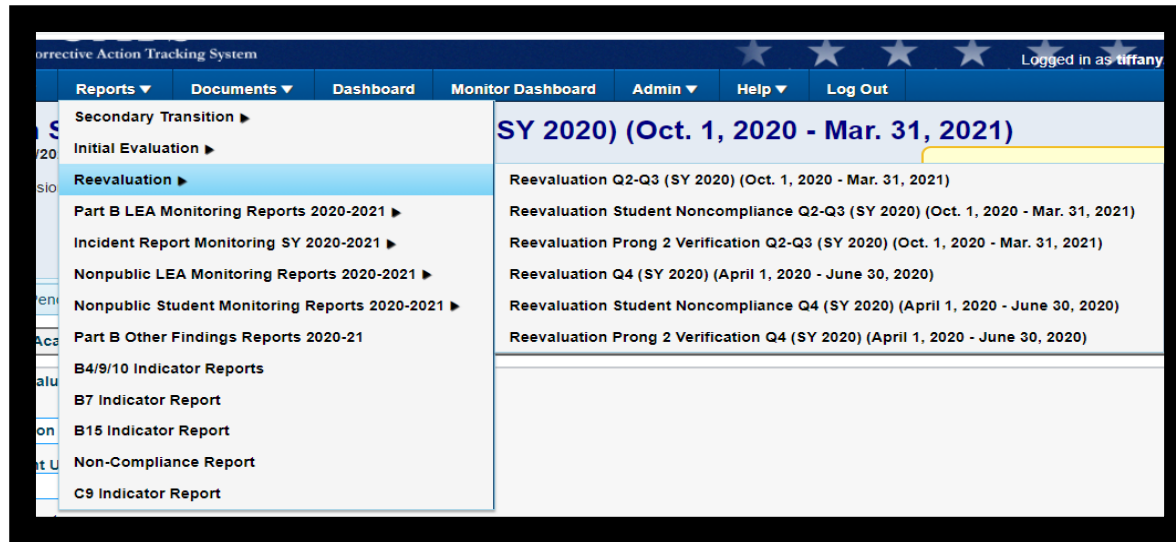 Corrective Action Tracking System
Logged in as tiffany
Reports ▼ Documents ▼ Dashboard Monitor Dashboard Admin ▼ Help ▼ Log Out
SY 2020) (Oct. 1, 2020 - Mar. 31, 2021)
Secondary Transition ▶
Initial Evaluation ▶
Reevaluation ▶
Part B LEA Monitoring Reports 2020-2021 ▶
Incident Report Monitoring SY 2020-2021 ▶
Nonpublic LEA Monitoring Reports 2020-2021 ▶
Nonpublic Student Monitoring Reports 2020-2021 ▶
Part B Other Findings Reports 2020-21
B4/9/10 Indicator Reports
B7 Indicator Report
B15 Indicator Report
Non-Compliance Report
C9 Indicator Report
Reevaluation Q2-Q3 (SY 2020) (Oct. 1, 2020 - Mar. 31, 2021)
Reevaluation Student Noncompliance Q2-Q3 (SY 2020) (Oct. 1, 2020 - Mar. 31, 2021)
Reevaluation Prong 2 Verification Q2-Q3 (SY 2020) (Oct. 1, 2020 - Mar. 31, 2021)
Reevaluation Q4 (SY 2020) (April 1, 2020 - June 30, 2020)
Reevaluation Student Noncompliance Q4 (SY 2020) (April 1, 2020 - June 30, 2020)
Reevaluation Prong 2 Verification Q4 (SY 2020) (April 1, 2020 - June 30, 2020)